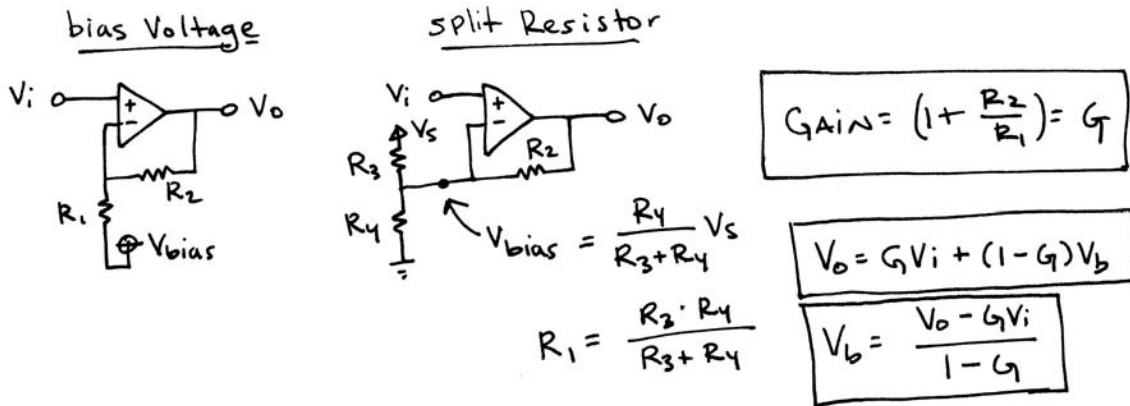 bias Voltage
split Resistor
Vi
+
-
Vo
R2
R1
Vbias
Vi
+
-
Vo
Vs
R3
R2
R4
Vbias = R4 / (R3+R4) Vs
R1 = R3 · R4 / (R3+R4)
GAIN = (1 + R2/R1) = G
Vo = GVi + (1-G)Vb
Vb = (Vo - GVi) / (1-G)